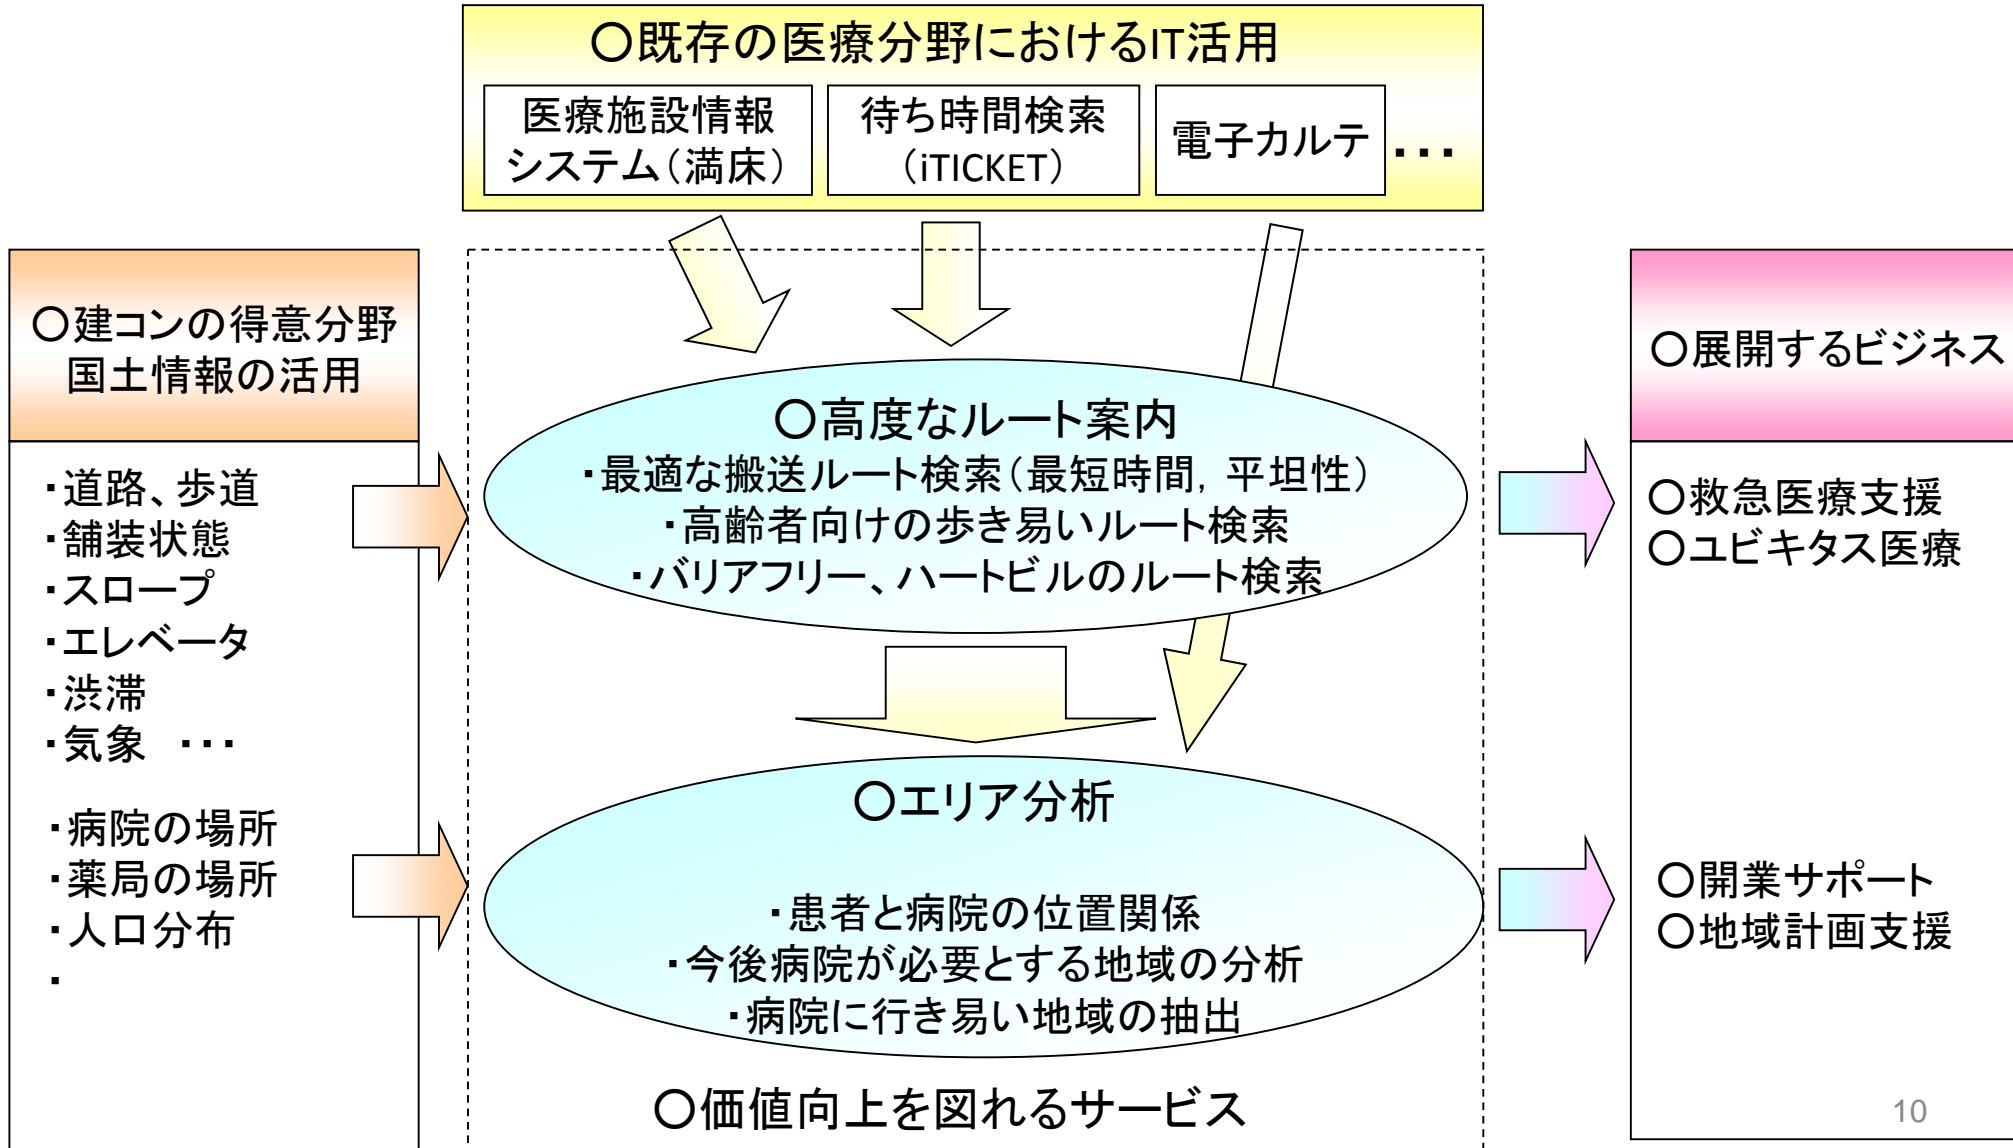 ○既存の医療分野におけるIT活用
医療施設情報
システム（満床）
待ち時間検索
（iTICKET）
電子カルテ
・・・
○建コンの得意分野
国土情報の活用
・道路、歩道
・舗装状態
・スロープ
・エレベータ
・渋滞
・気象　・・・
・病院の場所
・薬局の場所
・人口分布
・
○高度なルート案内
・最適な搬送ルート検索（最短時間，平坦性）
・高齢者向けの歩き易いルート検索
・バリアフリー、ハートビルのルート検索
○エリア分析
・患者と病院の位置関係
・今後病院が必要とする地域の分析
・病院に行き易い地域の抽出
○価値向上を図れるサービス
○展開するビジネス
○救急医療支援
○ユビキタス医療
○開業サポート
○地域計画支援
10